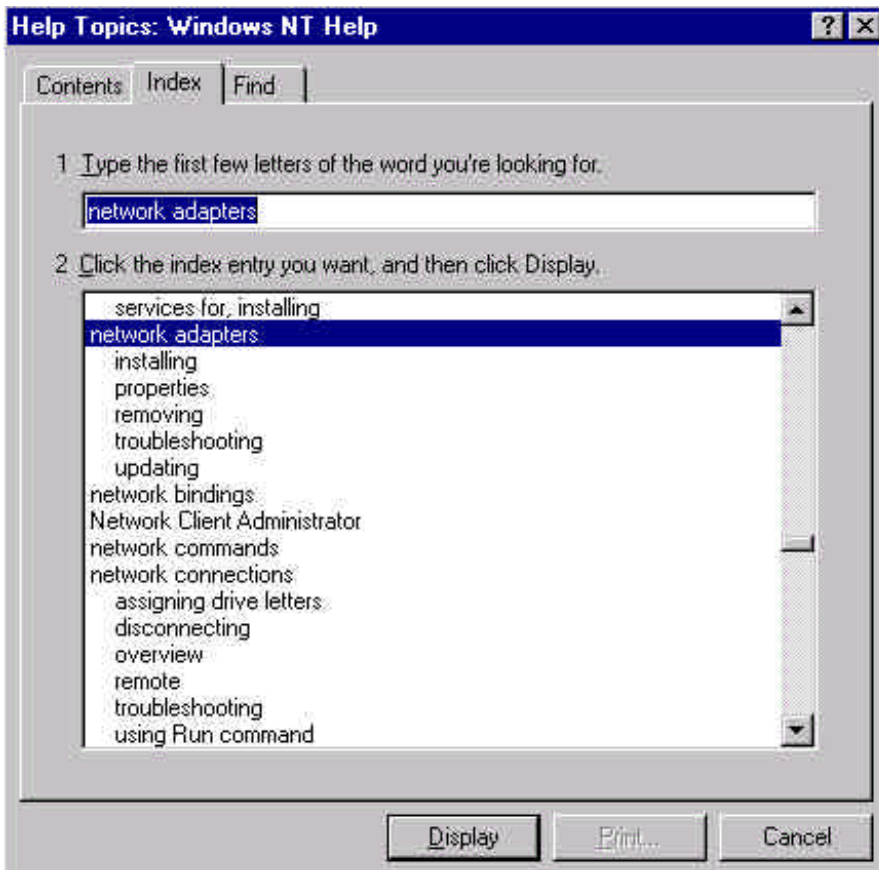 Help Topics: Windows NT Help
Contents Index Find
1 Type the first few letters of the word you're looking for.
network adapters
2 Click the index entry you want, and then click Display.
services for, installing
network adapters
installing
properties
removing
troubleshooting
updating
network bindings
Network Client Administrator
network commands
network connections
assigning drive letters
disconnecting
overview
remote
troubleshooting
using Run command
Display Print... Cancel